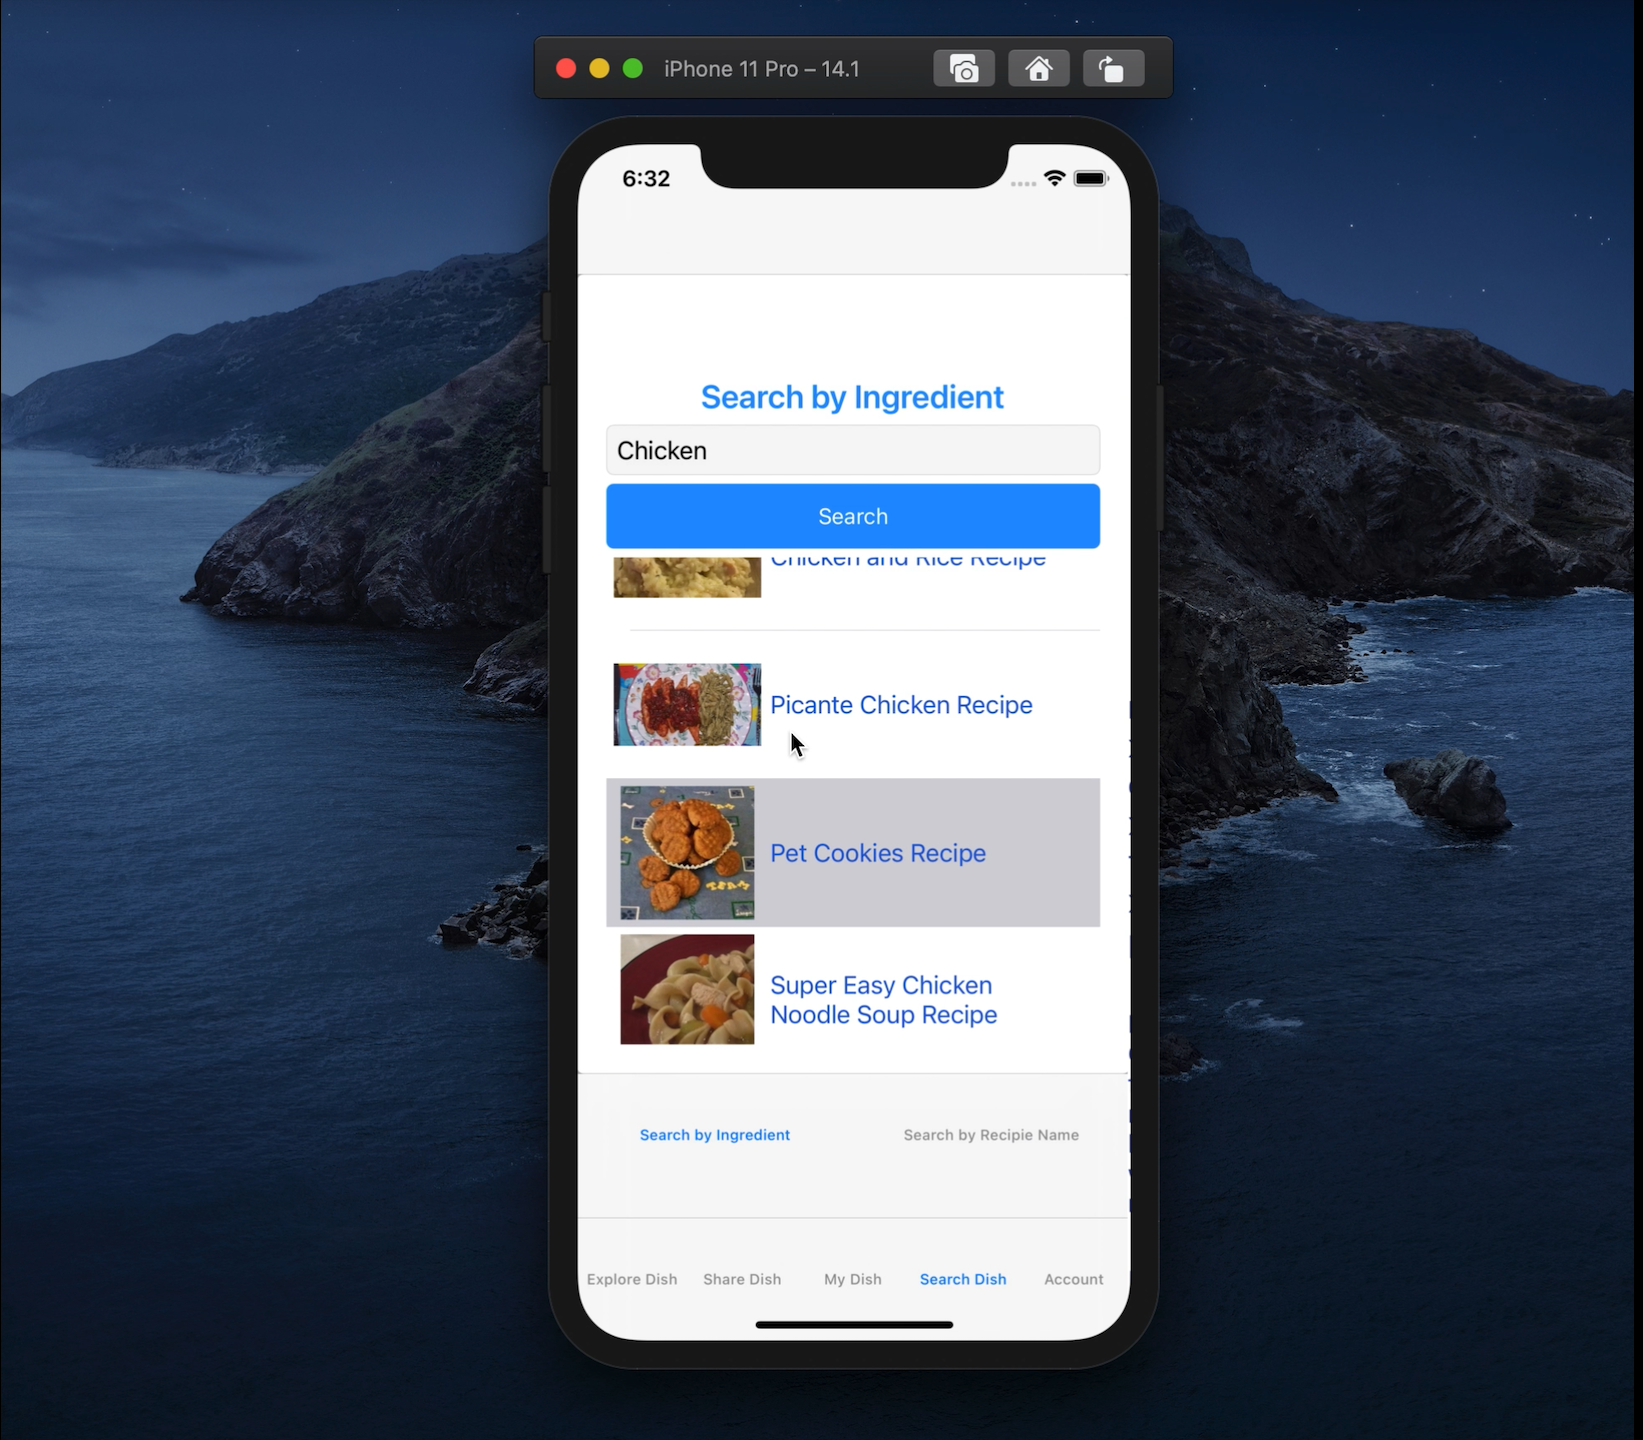 iPhone 11 Pro – 14.1
6:32
Search by Ingredient
Chicken
Search
Chicken and Rice Recipe
Picante Chicken Recipe
Pet Cookies Recipe
Super Easy Chicken
Noodle Soup Recipe
Search by Ingredient
Search by Recipie Name
Explore Dish
Share Dish
My Dish
Search Dish
Account